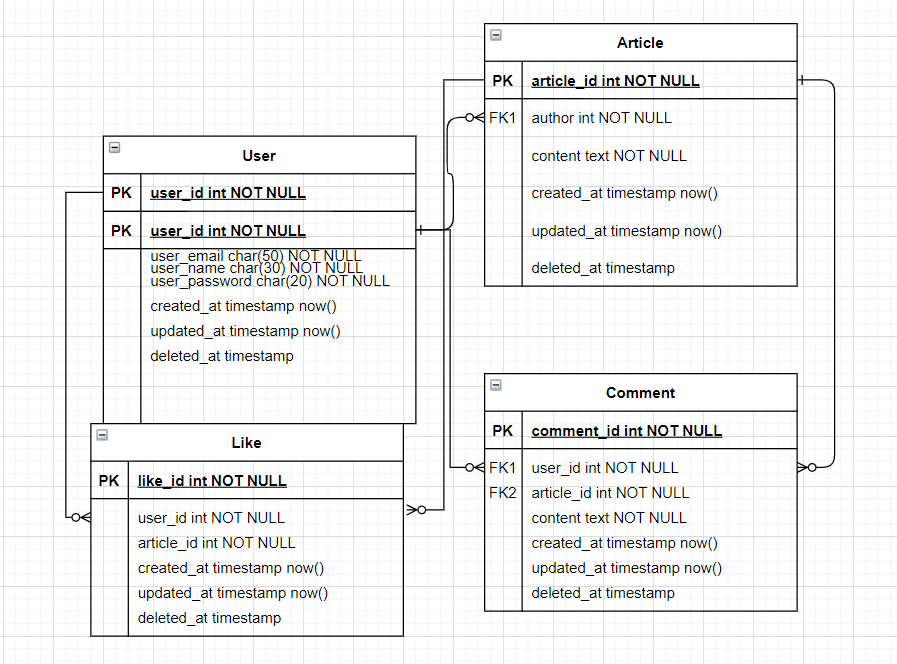 Article
PK article_id int NOT NULL
FK1 author int NOT NULL
content text NOT NULL
created_at timestamp now()
updated_at timestamp now()
deleted_at timestamp
User
PK user_id int NOT NULL
PK user_id int NOT NULL
user_email char(50) NOT NULL
user_name char(30) NOT NULL
user_password char(20) NOT NULL
created_at timestamp now()
updated_at timestamp now()
deleted_at timestamp
Like
PK like_id int NOT NULL
user_id int NOT NULL
article_id int NOT NULL
created_at timestamp now()
updated_at timestamp now()
deleted_at timestamp
Comment
PK comment_id int NOT NULL
FK1 user_id int NOT NULL
FK2 article_id int NOT NULL
content text NOT NULL
created_at timestamp now()
updated_at timestamp now()
deleted_at timestamp